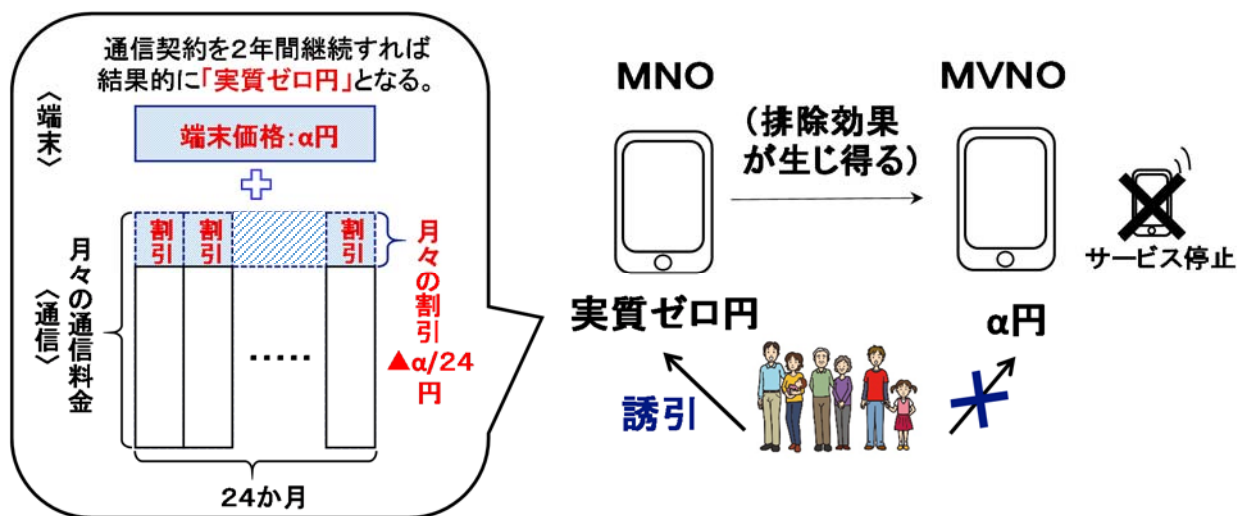 通信契約を2年間継続すれば
結果的に「実質ゼロ円」となる。
〈端末〉
端末価格:α円
割引
割引
割引
月々の通信料金
〈通信〉
‥‥‥
月々の割引
▲α/24
円
24か月
MNO
MVNO
(排除効果
が生じ得る)
サービス停止
実質ゼロ円
α円
誘引